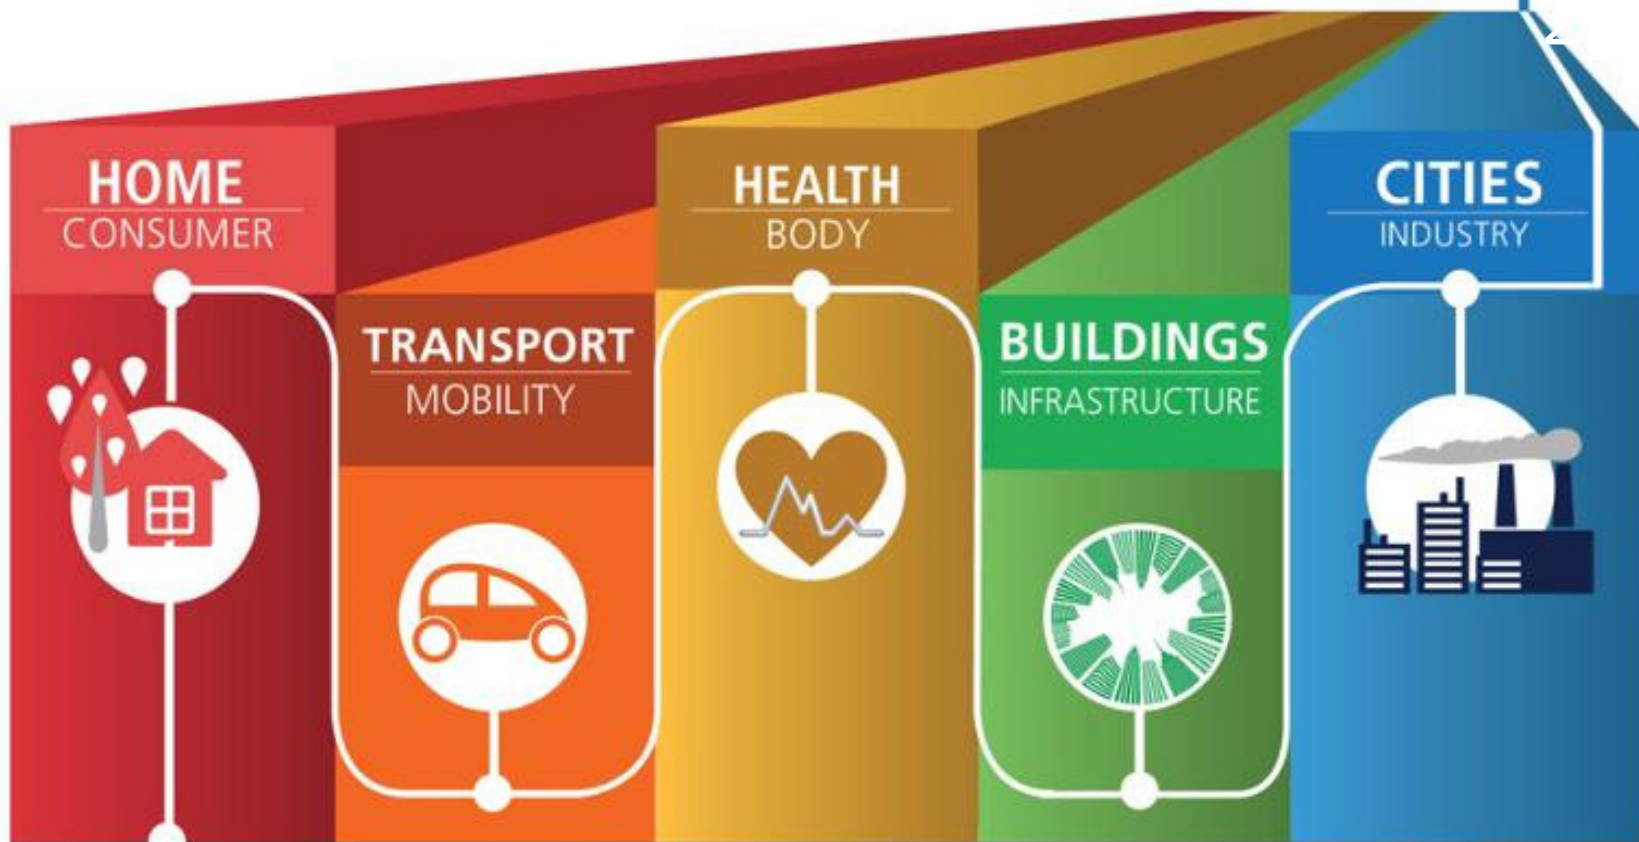 HOME
CONSUMER
TRANSPORT
MOBILITY
HEALTH
BODY
BUILDINGS
INFRASTRUCTURE
CITIES
INDUSTRY